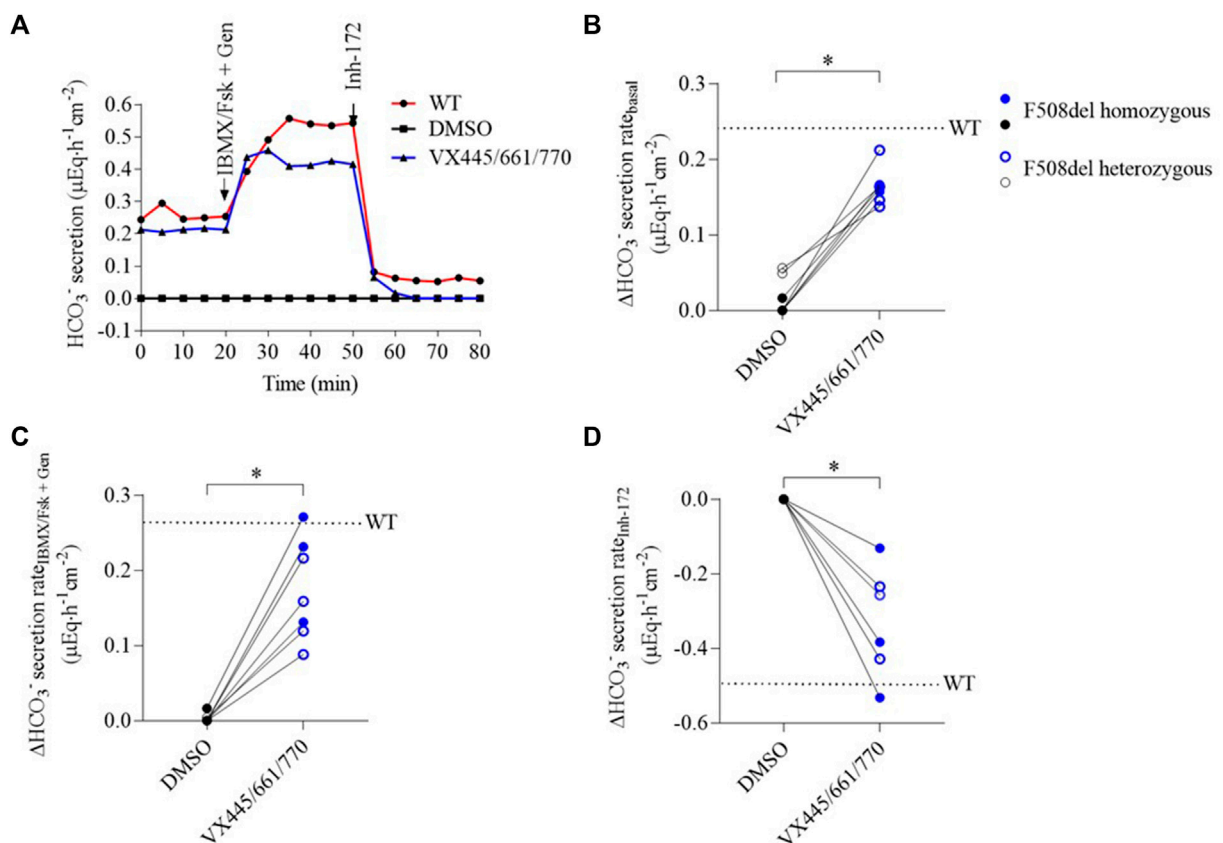 A
HCO₃⁻ secretion (µEq·h⁻¹cm⁻²)
0.6
0.5
0.4
0.3
0.2
0.1
0.0
-0.1
0 10 20 30 40 50 60 70 80
Time (min)
IBMX/Fsk + Gen
Inh-172
WT
DMSO
VX445/661/770
B
ΔHCO₃⁻ secretion rate_basal
(µEq·h⁻¹cm⁻²)
0.3
0.2
0.1
0.0
*
WT
DMSO
VX445/661/770
F508del homozygous
F508del heterozygous
C
ΔHCO₃⁻ secretion rate_IBMX/Fsk + Gen
(µEq·h⁻¹cm⁻²)
0.3
0.2
0.1
0.0
*
WT
DMSO
VX445/661/770
D
ΔHCO₃⁻ secretion rate_Inh-172
(µEq·h⁻¹cm⁻²)
0.0
-0.2
-0.4
-0.6
*
WT
DMSO
VX445/661/770